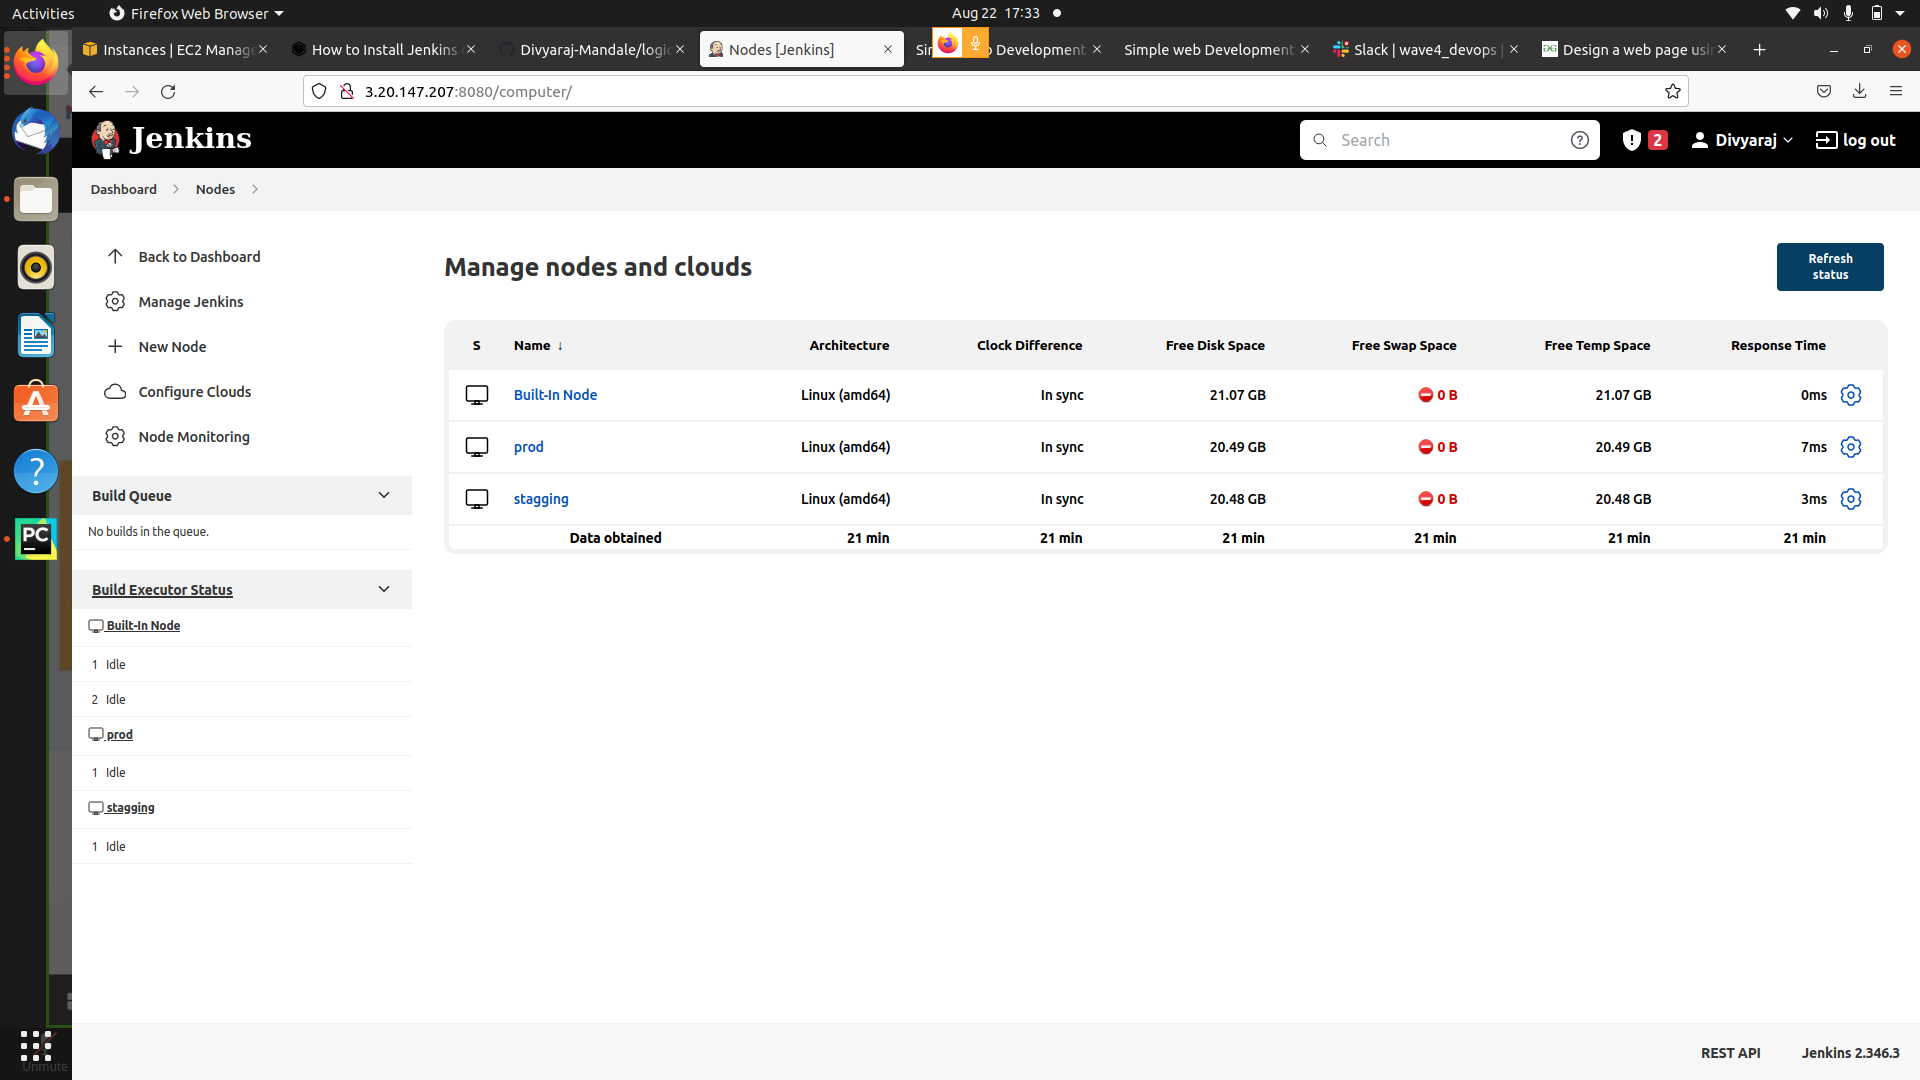 Activities Firefox Web Browser Aug 22 17:33
Instances | EC2 Manage How to Install Jenkins Divyaraj-Mandale/logic Nodes [Jenkins] Development Simple web Development Slack | wave4_devops | Design a web page usin
3.20.147.207:8080/computer/
Jenkins Search 2 Divyaraj log out
Dashboard Nodes
Back to Dashboard
Manage Jenkins
New Node
Configure Clouds
Node Monitoring
Build Queue
No builds in the queue.
Build Executor Status
Built-In Node
1 Idle
2 Idle
prod
1 Idle
stagging
1 Idle
Manage nodes and clouds
Refresh
status
S Name ↓ Architecture Clock Difference Free Disk Space Free Swap Space Free Temp Space Response Time
Built-In Node Linux (amd64) In sync 21.07 GB 0 B 21.07 GB 0ms
prod Linux (amd64) In sync 20.49 GB 0 B 20.49 GB 7ms
stagging Linux (amd64) In sync 20.48 GB 0 B 20.48 GB 3ms
Data obtained 21 min 21 min 21 min 21 min 21 min 21 min
PC
Unmute
REST API Jenkins 2.346.3